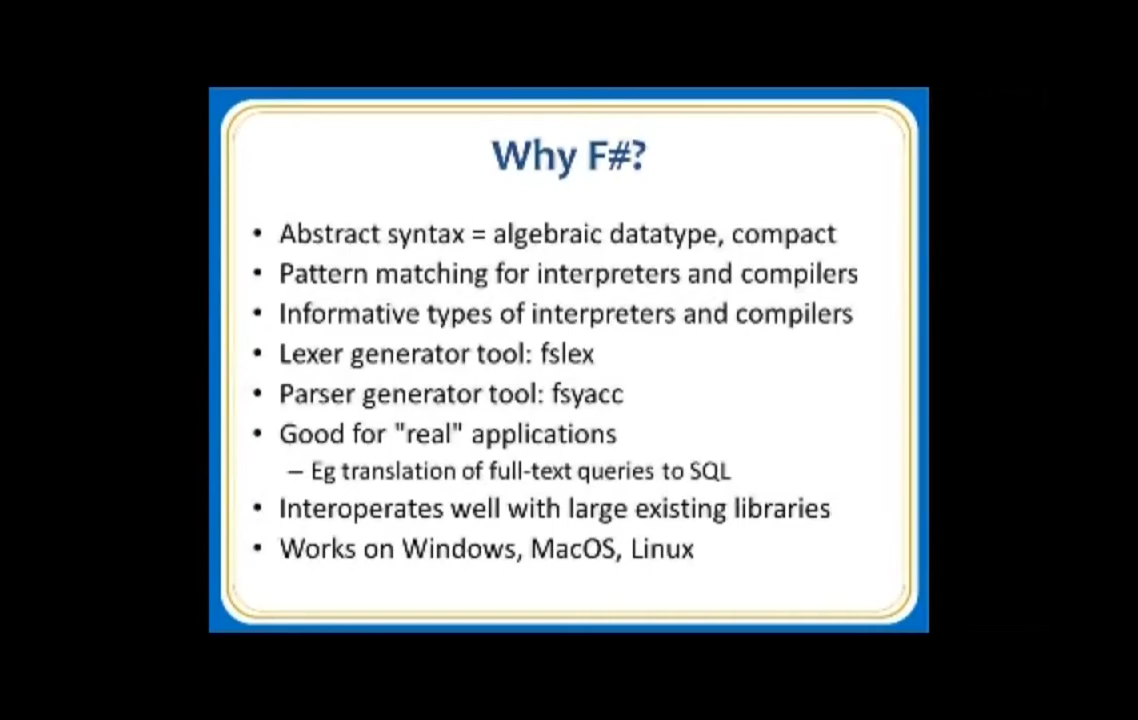 Why F#?
• Abstract syntax = algebraic datatype, compact
• Pattern matching for interpreters and compilers
• Informative types of interpreters and compilers
• Lexer generator tool: fslex
• Parser generator tool: fsyacc
• Good for "real" applications
– Eg translation of full-text queries to SQL
• Interoperates well with large existing libraries
• Works on Windows, MacOS, Linux